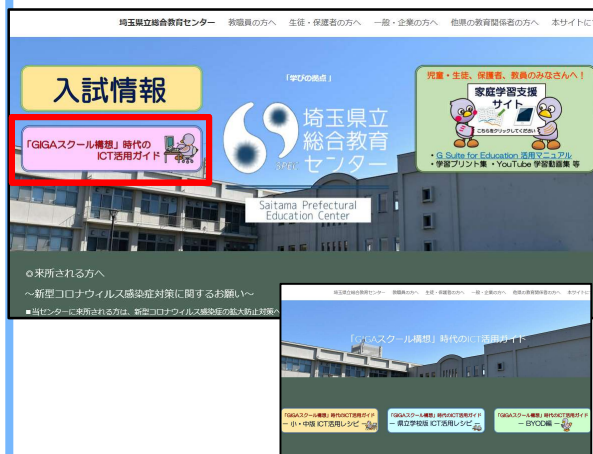 埼玉県立総合教育センター 教職員の方へ 生徒・保護者の方へ 一般・企業の方へ 他県の教育関係者の方へ 本サイトに
入試情報
「GIGAスクール構想」時代の
ICT活用ガイド
「学びの拠点」
埼玉県立
総合教育
センター
SPEC
Saitama Prefectural
Education Center
児童・生徒、保護者、教員のみなさんへ！
家庭学習支援
サイト
こちらをクリックしてください
・G Suite for Education 活用マニュアル
・学習プリント集・YouTube 学習動画集 等
◎来所される方へ
～新型コロナウィルス感染症対策に関するお願い～
■当センターに来所される方は、新型コロナウィルス感染症の拡大防止対策へ
埼玉県立総合教育センター 教職員の方へ 生徒・保護者の方へ 一般・企業の方へ 他県の教育関係者の方へ 本サイトに
「GIGAスクール構想」時代のICT活用ガイド
「GIGAスクール構想」時代のICT活用ガイド
－ 小・中版 ICT活用レシピ －
「GIGAスクール構想」時代のICT活用ガイド
－ 県立学校版 ICT活用レシピ －
「GIGAスクール構想」時代のICT活用ガイド
－ BYOD編 －